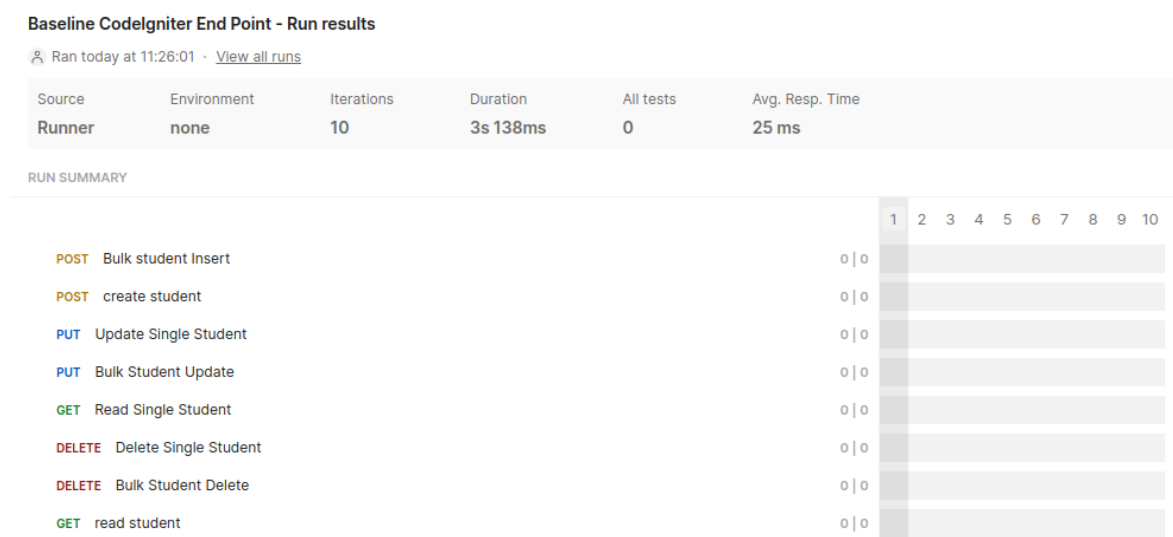 Baseline CodeIgniter End Point - Run results
Ran today at 11:26:01 · View all runs
Source Environment Iterations Duration All tests Avg. Resp. Time
Runner none 10 3s 138ms 0 25 ms
RUN SUMMARY
1 2 3 4 5 6 7 8 9 10
POST Bulk student Insert 0 | 0
POST create student 0 | 0
PUT Update Single Student 0 | 0
PUT Bulk Student Update 0 | 0
GET Read Single Student 0 | 0
DELETE Delete Single Student 0 | 0
DELETE Bulk Student Delete 0 | 0
GET read student 0 | 0